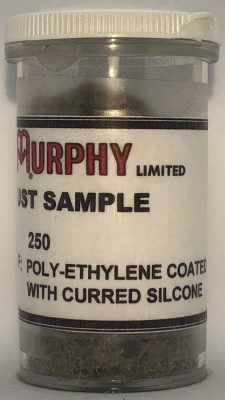 MURPHY LIMITED
UST SAMPLE
250
F: POLY-ETHYLENE COATED
WITH CURRED SILCONE